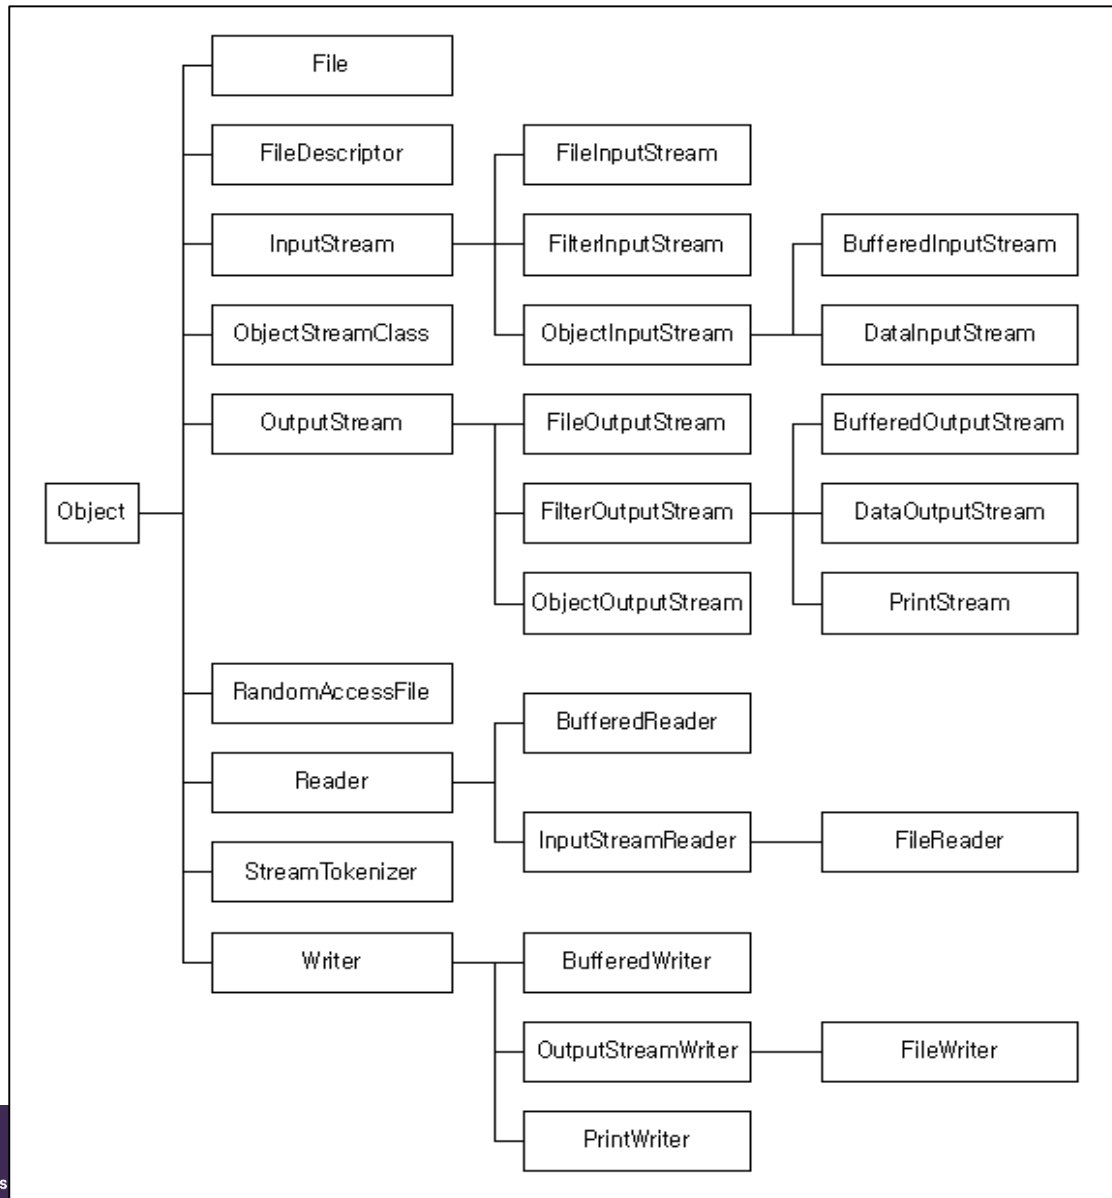 File
FileDescriptor
FileInputStream
InputStream
FilterInputStream
BufferedInputStream
ObjectStreamClass
ObjectInputStream
DataInputStream
OutputStream
FileOutputStream
BufferedOutputStream
Object
FilterOutputStream
DataOutputStream
ObjectOutputStream
PrintStream
RandomAccessFile
BufferedReader
Reader
InputStreamReader
FileReader
StreamTokenizer
Writer
BufferedWriter
OutputStreamWriter
FileWriter
PrintWriter
s